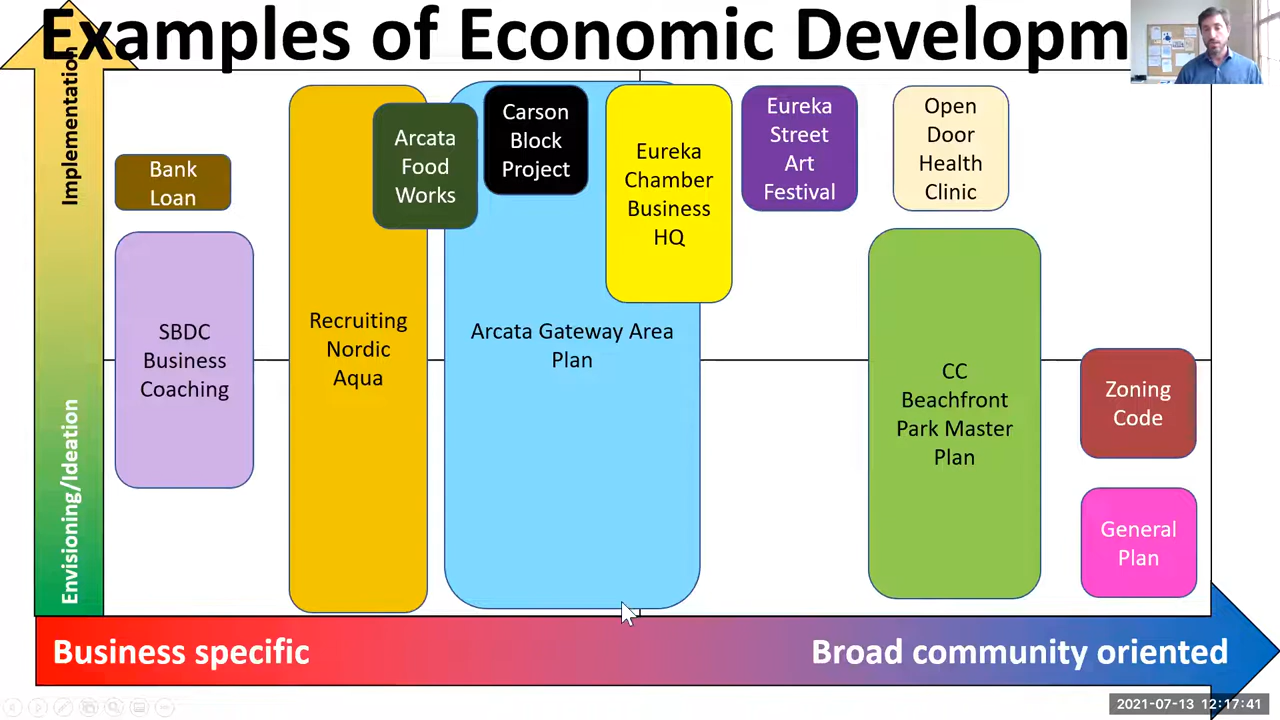 Examples of Economic Developm
Implementation
Envisioning/Ideation
Bank
Loan
SBDC
Business
Coaching
Recruiting
Nordic
Aqua
Arcata
Food
Works
Carson
Block
Project
Arcata Gateway Area
Plan
Eureka
Chamber
Business
HQ
Eureka
Street
Art
Festival
Open
Door
Health
Clinic
CC
Beachfront
Park Master
Plan
Zoning
Code
General
Plan
Business specific
Broad community oriented
2021-07-13 12:17:41